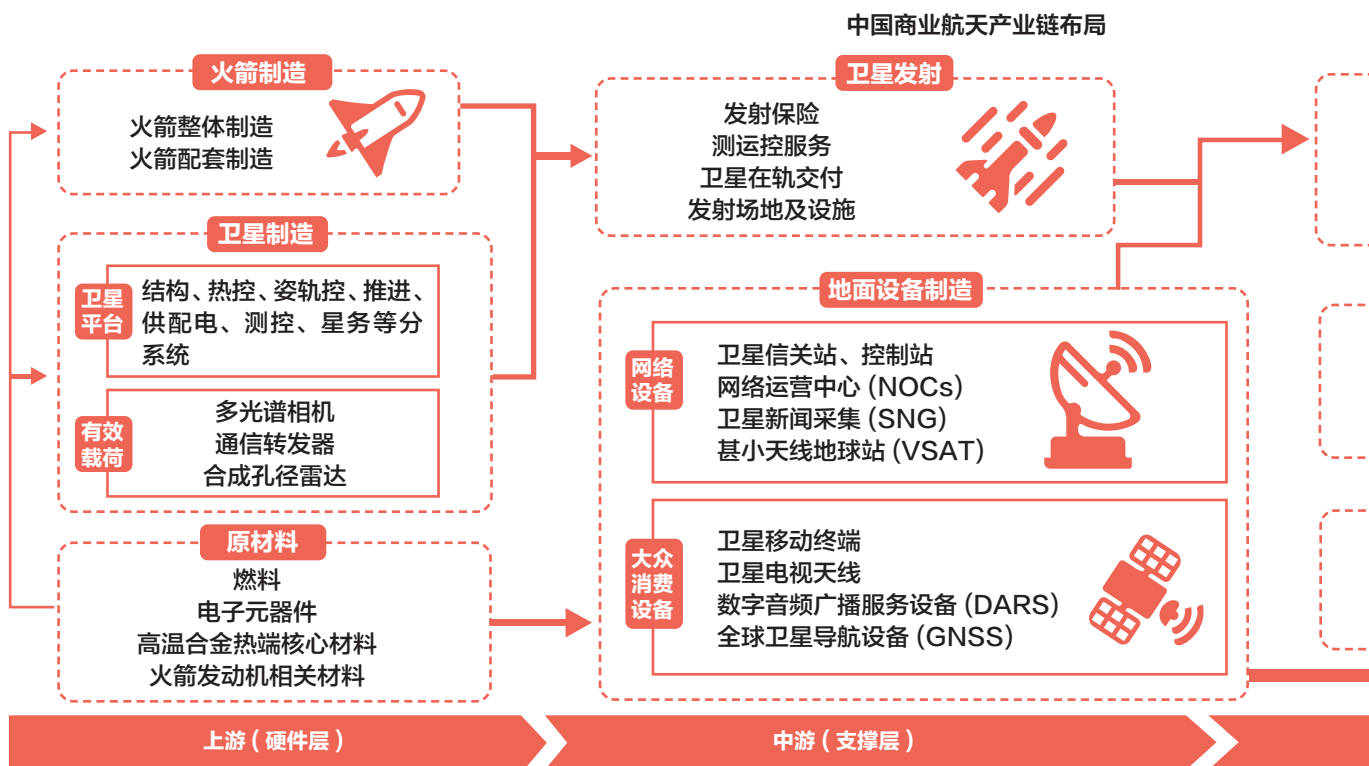 中国商业航天产业链布局
火箭制造
火箭整体制造
火箭配套制造
卫星制造
卫星
平台
结构、热控、姿轨控、推进、
供配电、测控、星务等分
系统
有效
载荷
多光谱相机
通信转发器
合成孔径雷达
原材料
燃料
电子元器件
高温合金热端核心材料
火箭发动机相关材料
卫星发射
发射保险
测运控服务
卫星在轨交付
发射场地及设施
地面设备制造
网络
设备
卫星信关站、控制站
网络运营中心 (NOCs)
卫星新闻采集 (SNG)
甚小天线地球站 (VSAT)
大众
消费
设备
卫星移动终端
卫星电视天线
数字音频广播服务设备 (DARS)
全球卫星导航设备 (GNSS)
上游 ( 硬件层 )
中游 ( 支撑层 )